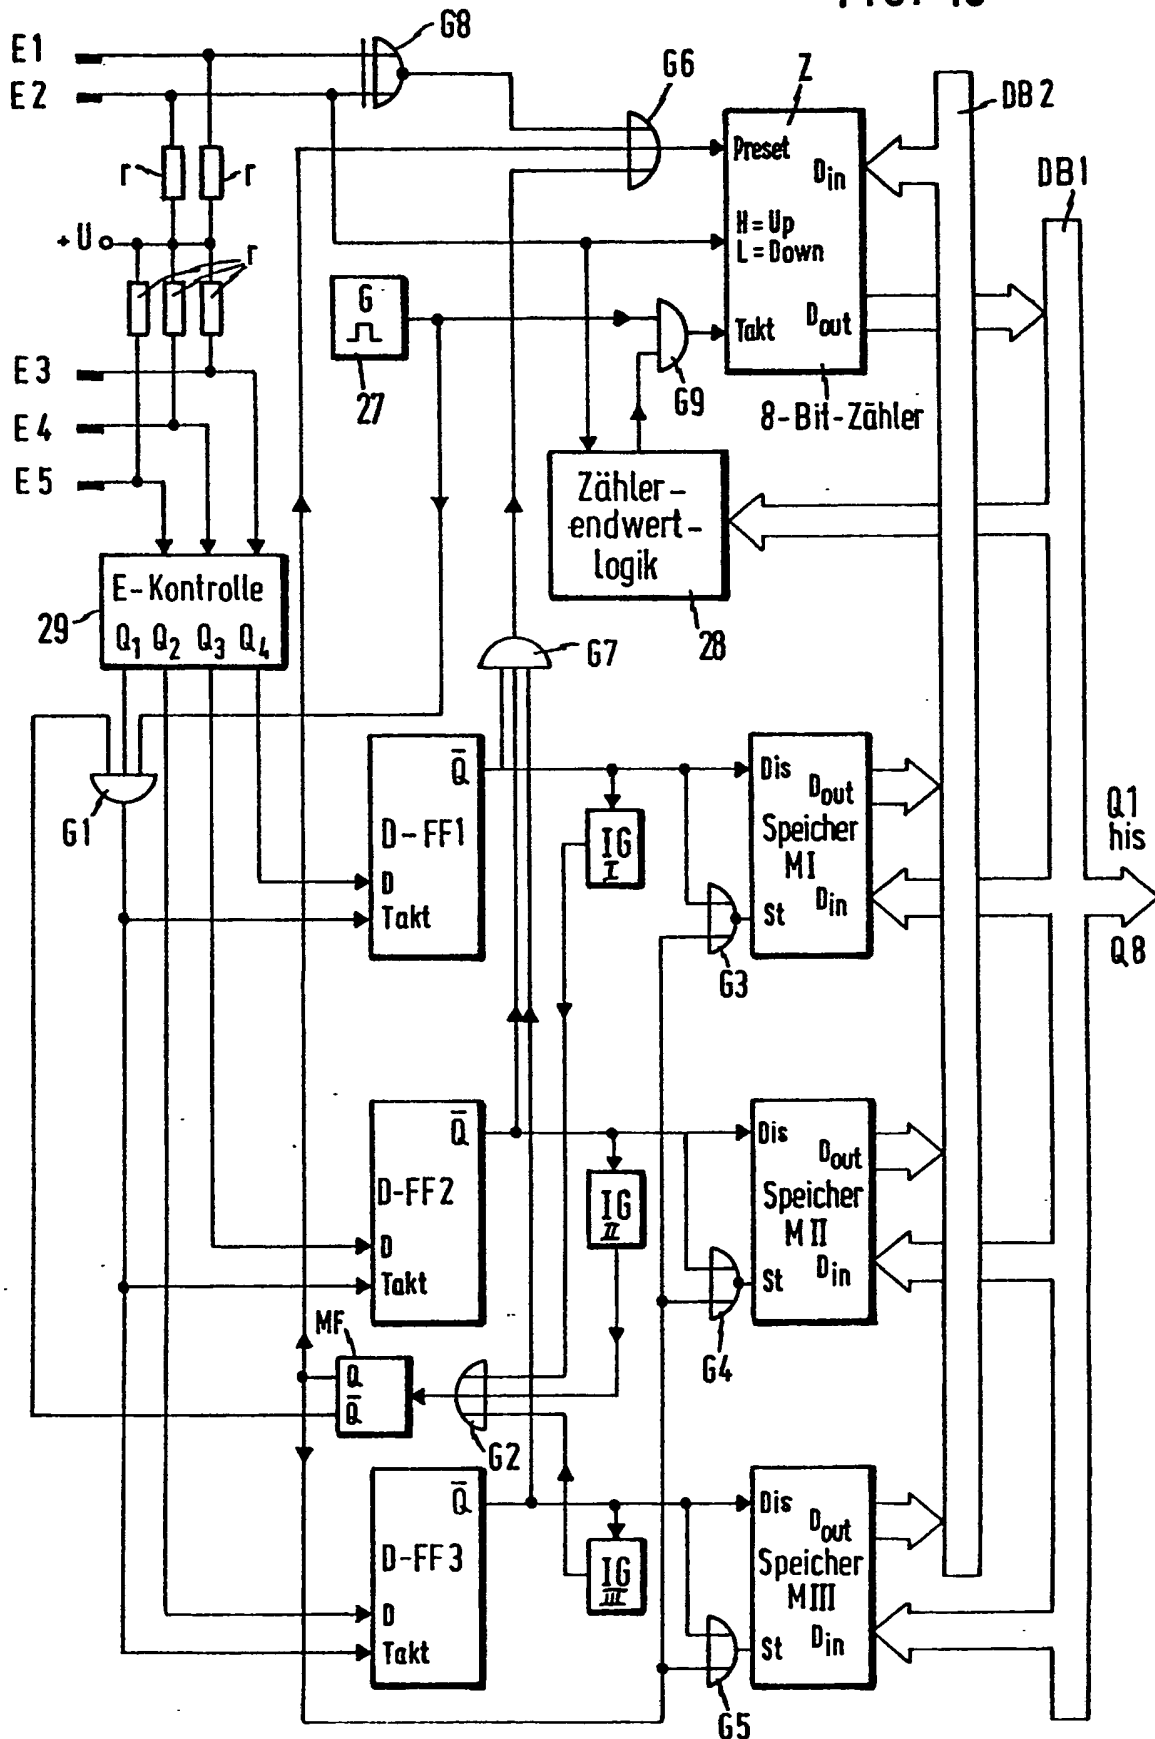 E1
G8
E2
G6
Z
DB2
Preset
Din
DB1
r
r
+U
r
H=Up
L=Down
G
Takt
Dout
E3
27
G9
8-Bit-Zähler
E4
E5
Zähler-
endwert-
logik
E-Kontrolle
29
Q1 Q2 Q3 Q4
28
G7
Q̅
Dis
Dout
G1
D-FF1
IG
I
Speicher
MI
Q1
his
D
Din
Takt
St
G3
Q8
Q̅
Dis
Dout
D-FF2
IG
II
Speicher
MII
D
Din
Takt
St
MF
G4
Q
Q̅
G2
Q̅
Dis
Dout
D-FF3
IG
III
Speicher
MIII
D
Din
Takt
St
G5